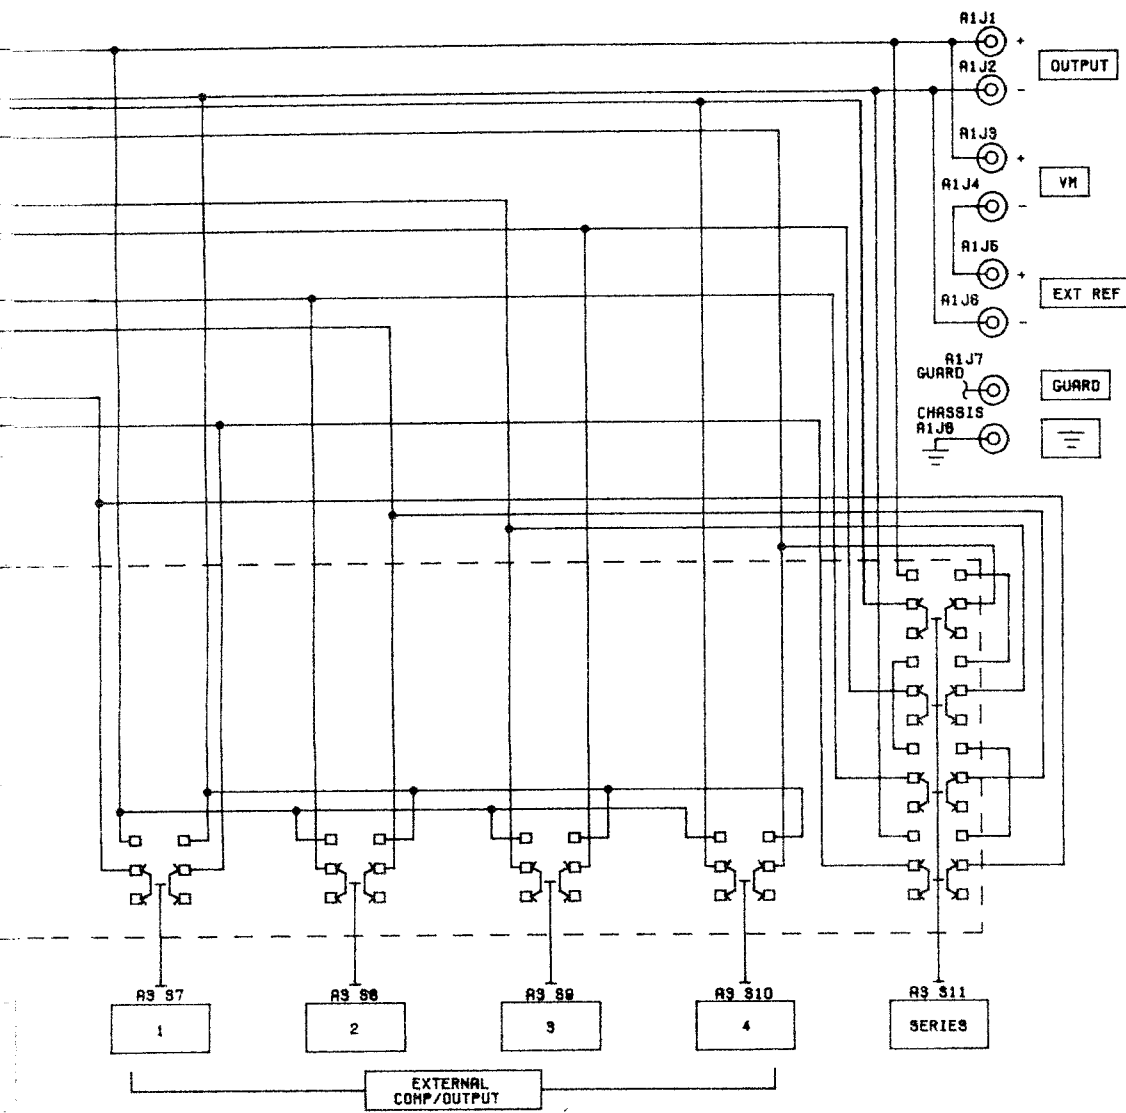 A1J1
+
OUTPUT
A1J2
-
A1J3
+
VM
A1J4
-
A1J5
+
EXT REF
A1J6
-
A1J7
GUARD
GUARD
CHASSIS
A1J8
A3 S7
A3 S8
A3 S9
A3 S10
A3 S11
1
2
3
4
SERIES
EXTERNAL
COMP/OUTPUT